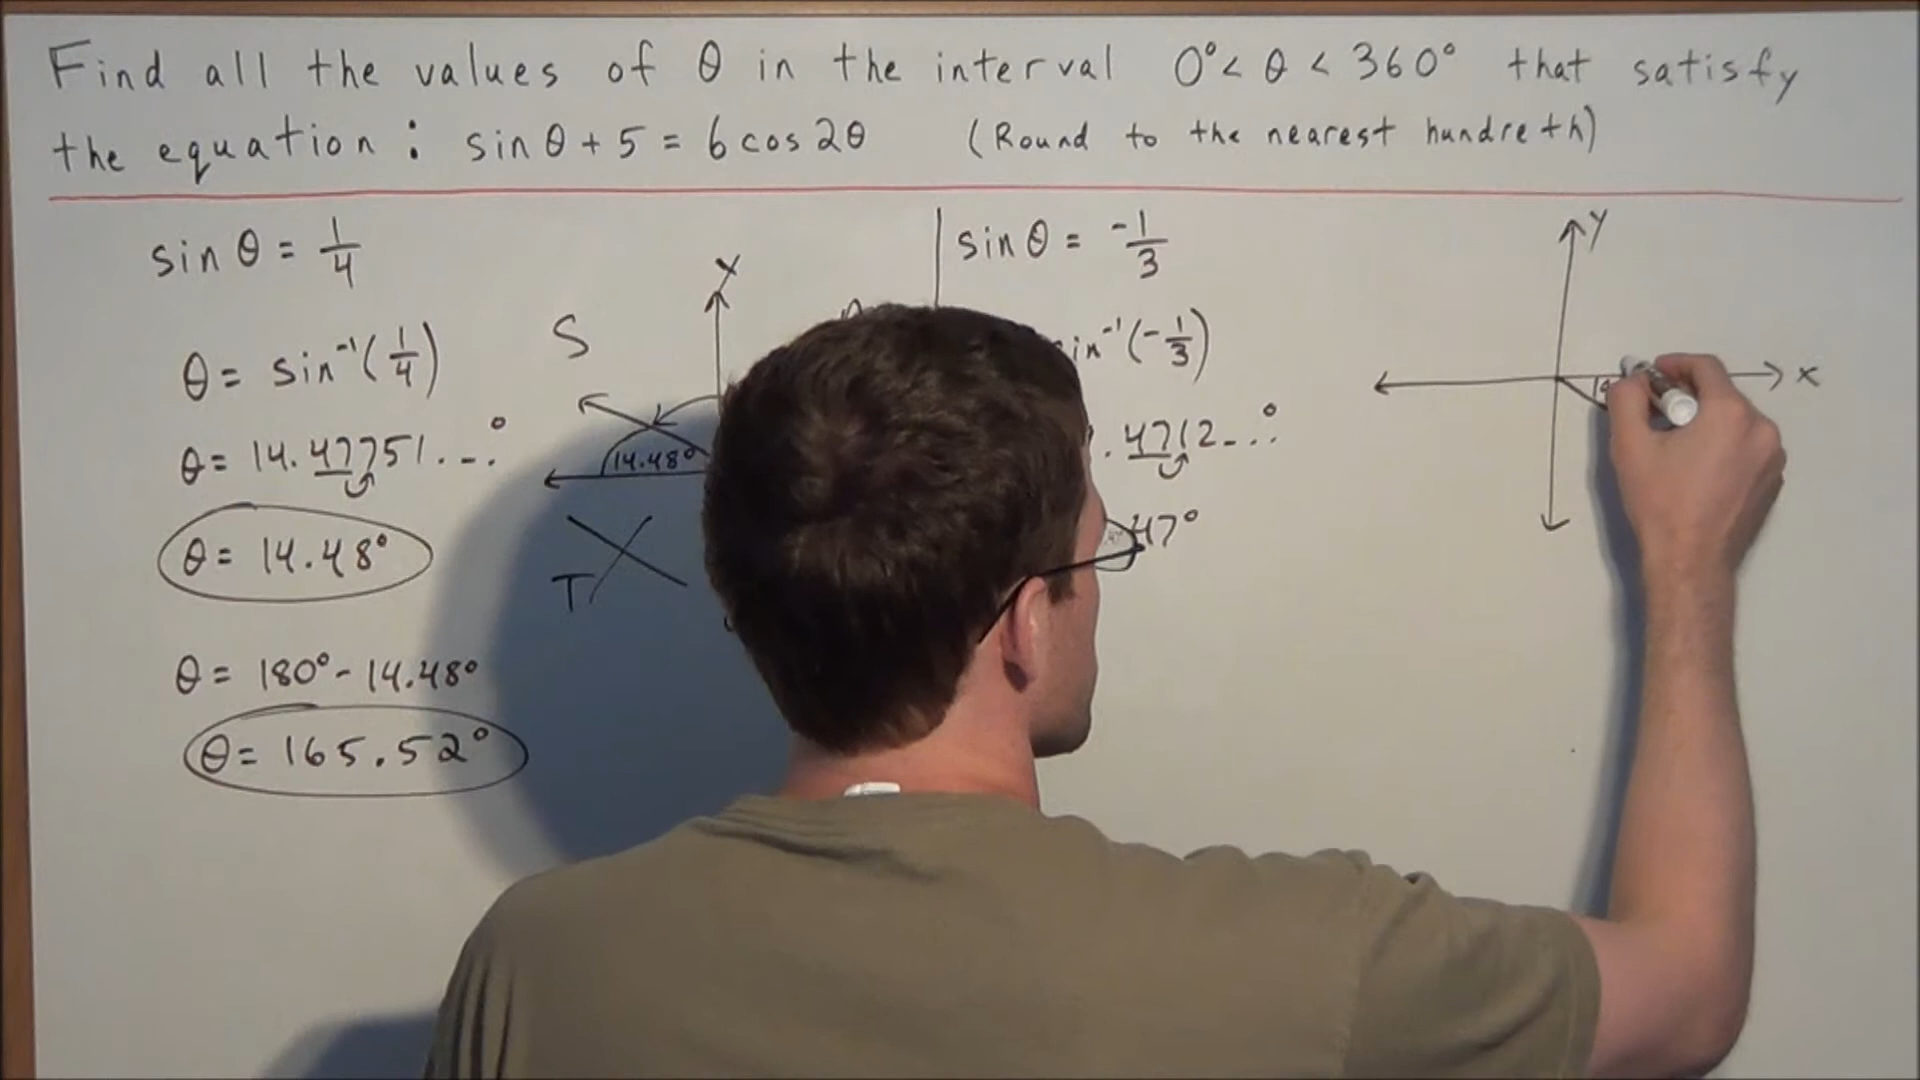 Find all the values of θ in the interval 0° < θ < 360° that satisfy
the equation : sin θ + 5 = 6 cos 2θ (Round to the nearest hundreth)
sin θ = 1/4
θ = sin⁻¹(1/4)
θ = 14.47751...°
θ = 14.48°
θ = 180° - 14.48°
θ = 165.52°
y
S
14.48°
T
sin θ = -1/3
in⁻¹(-1/3)
.4712...°
47°
y
x